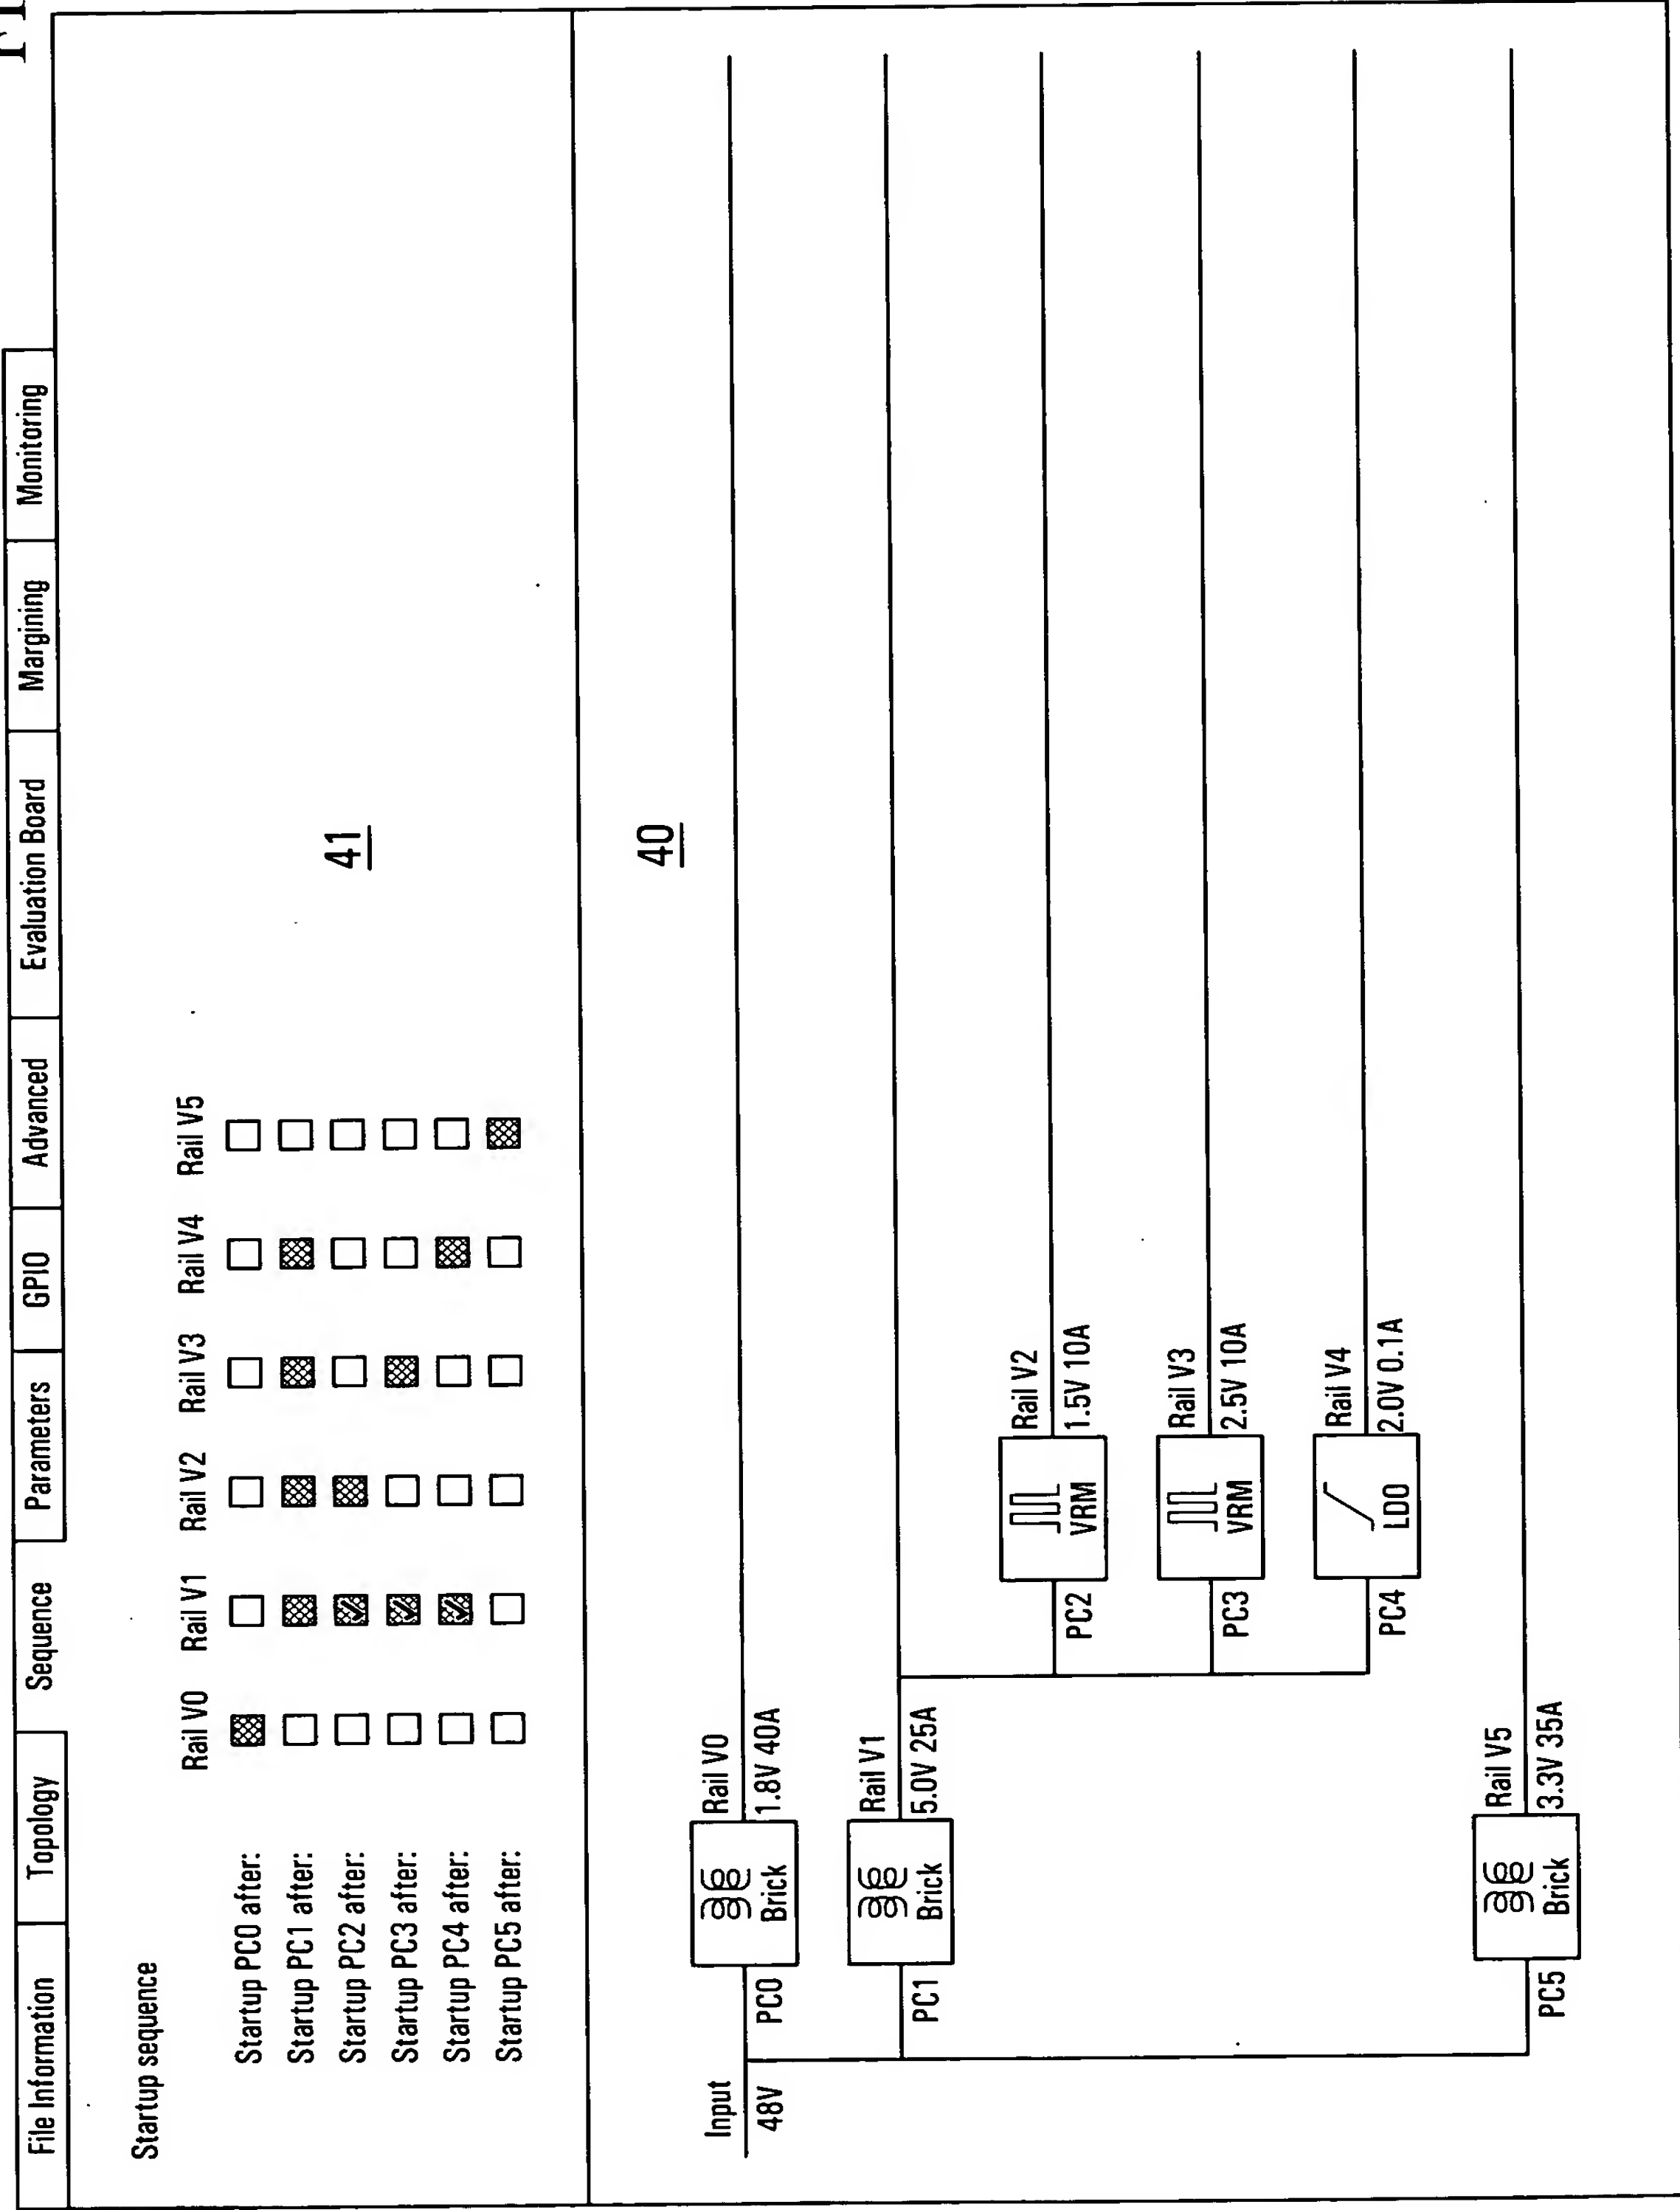 File Information Topology Sequence Parameters GPIO Advanced Evaluation Board Margining Monitoring
Startup sequence
Rail V0 Rail V1 Rail V2 Rail V3 Rail V4 Rail V5
Startup PC0 after:
Startup PC1 after:
Startup PC2 after:
Startup PC3 after:
Startup PC4 after:
Startup PC5 after:
41
40
Input
48V
PC0
Brick
Rail V0
1.8V 40A
PC1
Brick
Rail V1
5.0V 25A
PC2
VRM
Rail V2
1.5V 10A
PC3
VRM
Rail V3
2.5V 10A
PC4
LDO
Rail V4
2.0V 0.1A
PC5
Brick
Rail V5
3.3V 35A